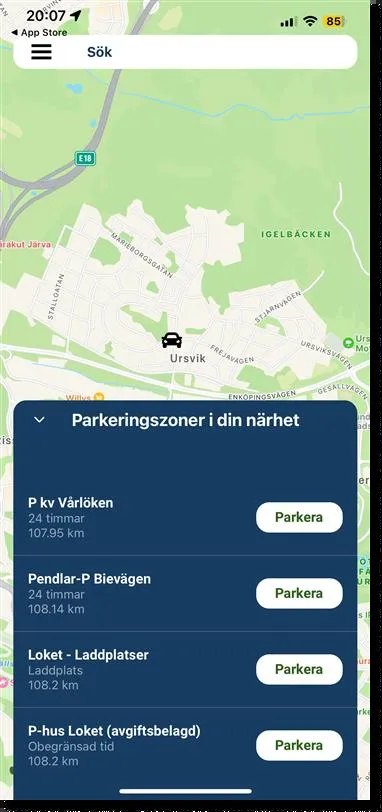 20:07
85
App Store
Sök
E18
IGELBÄCKEN
MARIEBORGSGATAN
STALLGATAN
STJÄRNVÄGEN
Ursvik
FREJAVÄGEN
URSVIKSVÄGEN
GESÄLLVÄGEN
ENKÖPINGSVÄGEN
Willys
Parkeringszoner i din närhet
P kv Vårlöken
24 timmar
107.95 km
Parkera
Pendlar-P Bievägen
24 timmar
108.14 km
Parkera
Loket - Laddplatser
Laddplats
108.2 km
Parkera
P-hus Loket (avgiftsbelagd)
Obegränsad tid
108.2 km
Parkera